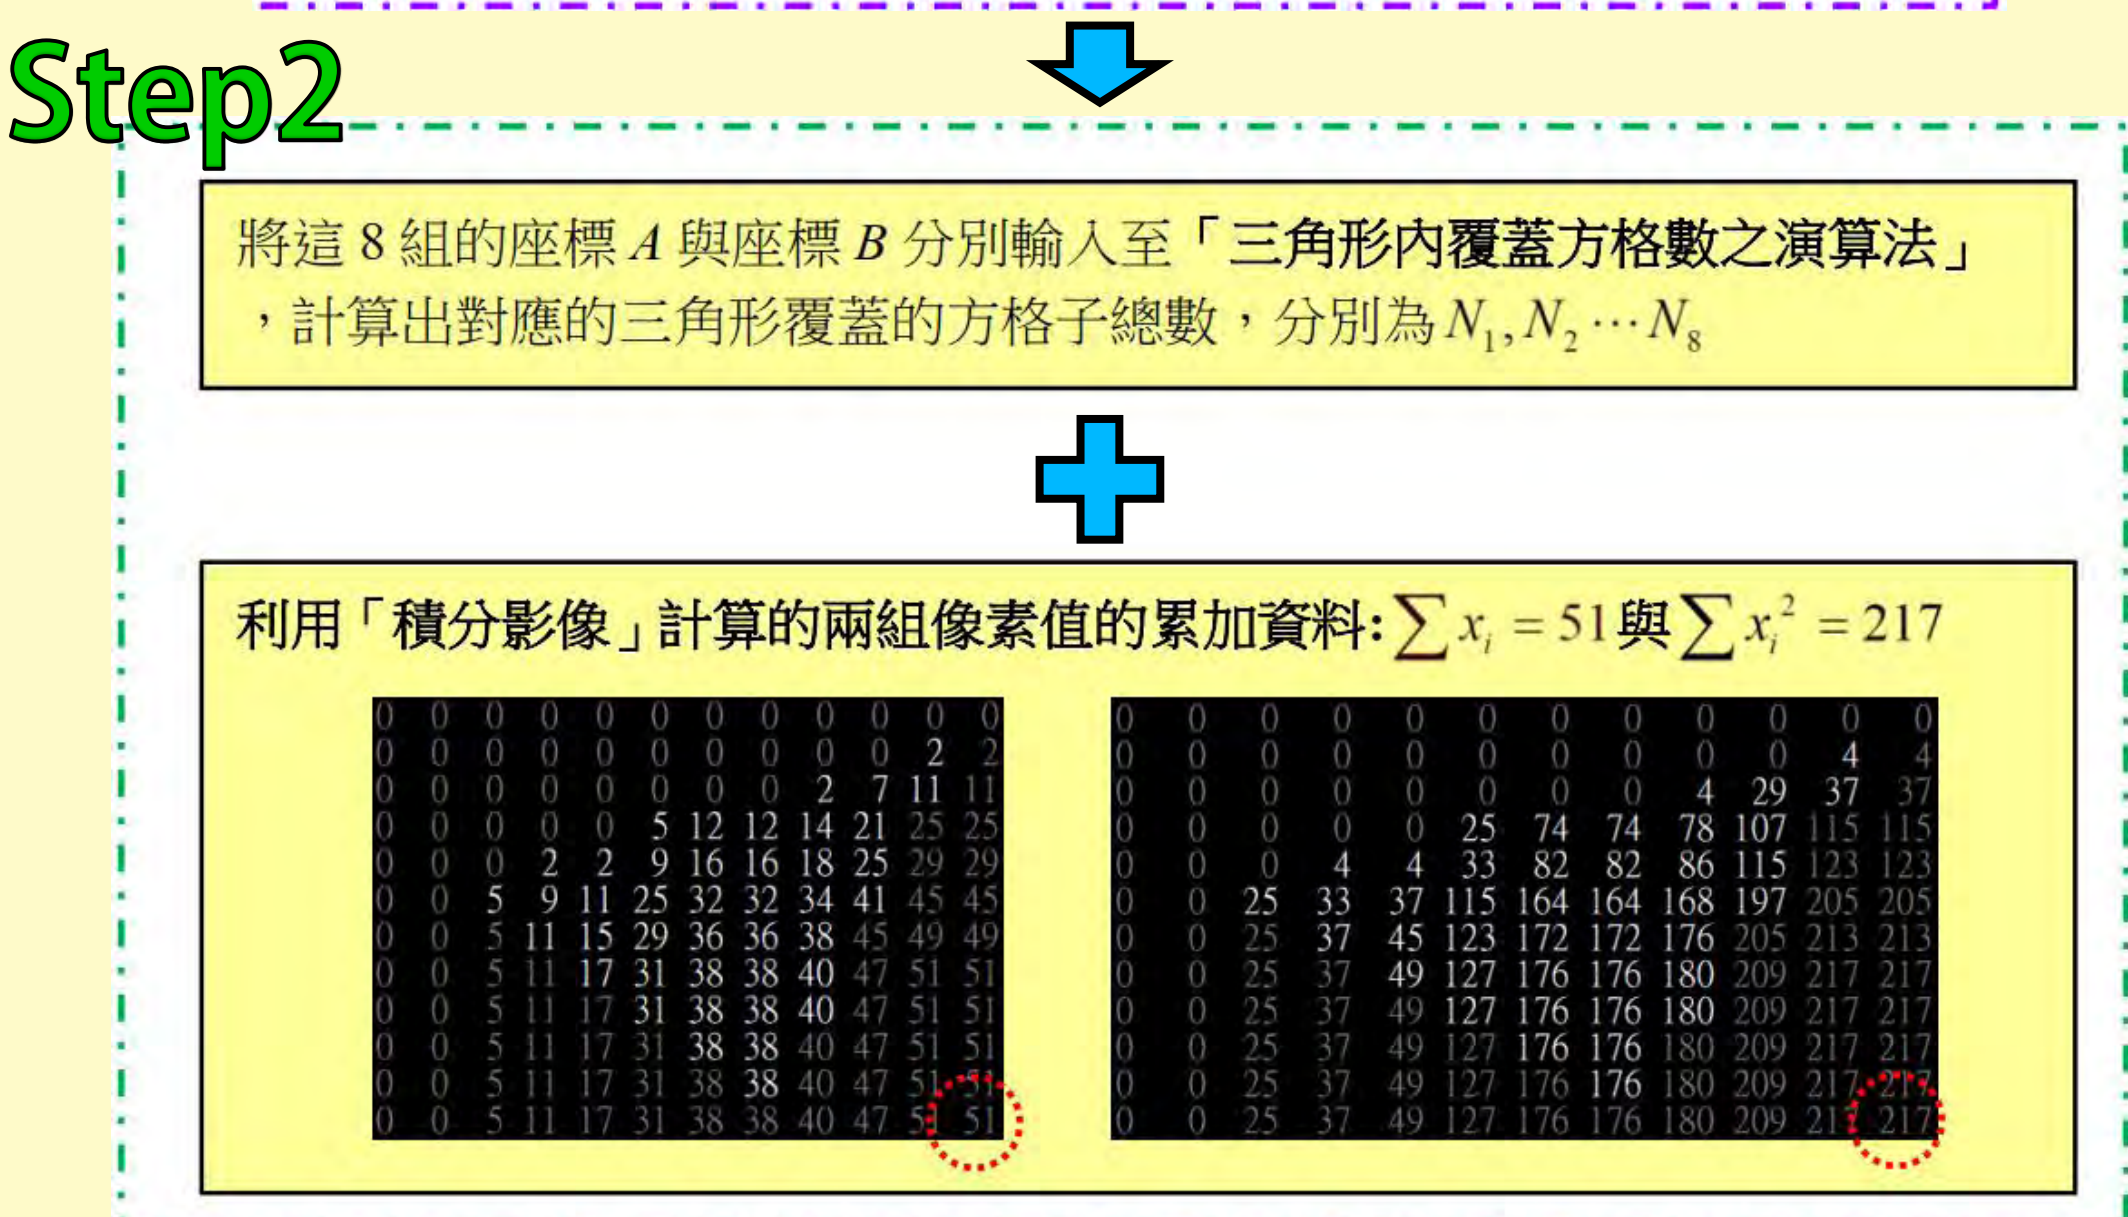 Step2
將這 8 組的座標 A 與座標 B 分別輸入至「三角形內覆蓋方格數之演算法」
，計算出對應的三角形覆蓋的方格子總數，分別為 N₁, N₂ ⋯ N₈
利用「積分影像」計算的兩組像素值的累加資料: ∑ xᵢ = 51 與 ∑ xᵢ² = 217
0 0 0 0 0 0 0 0 0 0 0 0
0 0 0 0 0 0 0 0 0 0 2 2
0 0 0 0 0 0 0 0 2 7 11 11
0 0 0 0 0 5 12 12 14 21 25 25
0 0 0 2 2 9 16 16 18 25 29 29
0 0 5 9 11 25 32 32 34 41 45 45
0 0 5 11 15 29 36 36 38 45 49 49
0 0 5 11 17 31 38 38 40 47 51 51
0 0 5 11 17 31 38 38 40 47 51 51
0 0 5 11 17 31 38 38 40 47 51 51
0 0 5 11 17 31 38 38 40 47 51 51
0 0 5 11 17 31 38 38 40 47 51 51
0 0 0 0 0 0 0 0 0 0 0 0
0 0 0 0 0 0 0 0 0 0 4 4
0 0 0 0 0 0 0 0 4 29 37 37
0 0 0 0 0 25 74 74 78 107 115 115
0 0 0 4 4 33 82 82 86 115 123 123
0 0 25 33 37 115 164 164 168 197 205 205
0 0 25 37 45 123 172 172 176 205 213 213
0 0 25 37 49 127 176 176 180 209 217 217
0 0 25 37 49 127 176 176 180 209 217 217
0 0 25 37 49 127 176 176 180 209 217 217
0 0 25 37 49 127 176 176 180 209 217 217
0 0 25 37 49 127 176 176 180 209 217 217